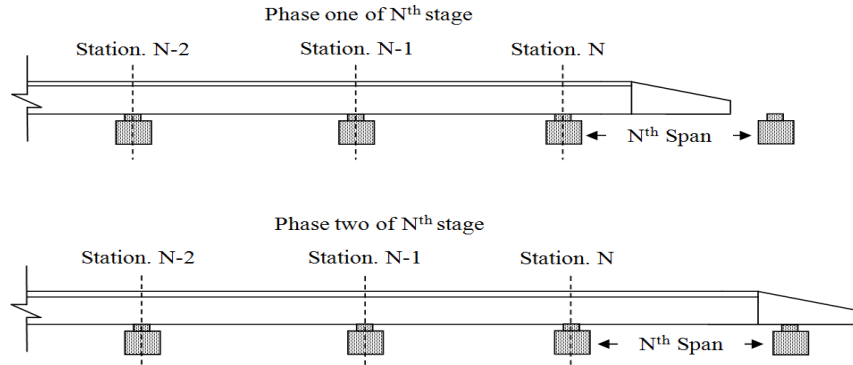 Phase one of Nth stage
Station. N-2 Station. N-1 Station. N
Nth Span
Phase two of Nth stage
Station. N-2 Station. N-1 Station. N
Nth Span